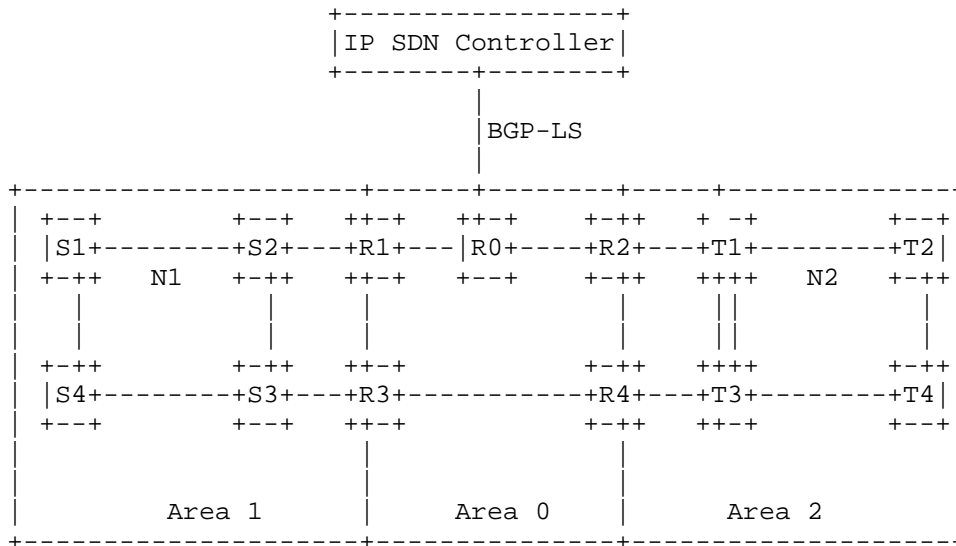 IP SDN Controller
BGP-LS
S1 S2 R1 R0 R2 T1 T2
N1 N2
S4 S3 R3 R4 T3 T4
Area 1 Area 0 Area 2